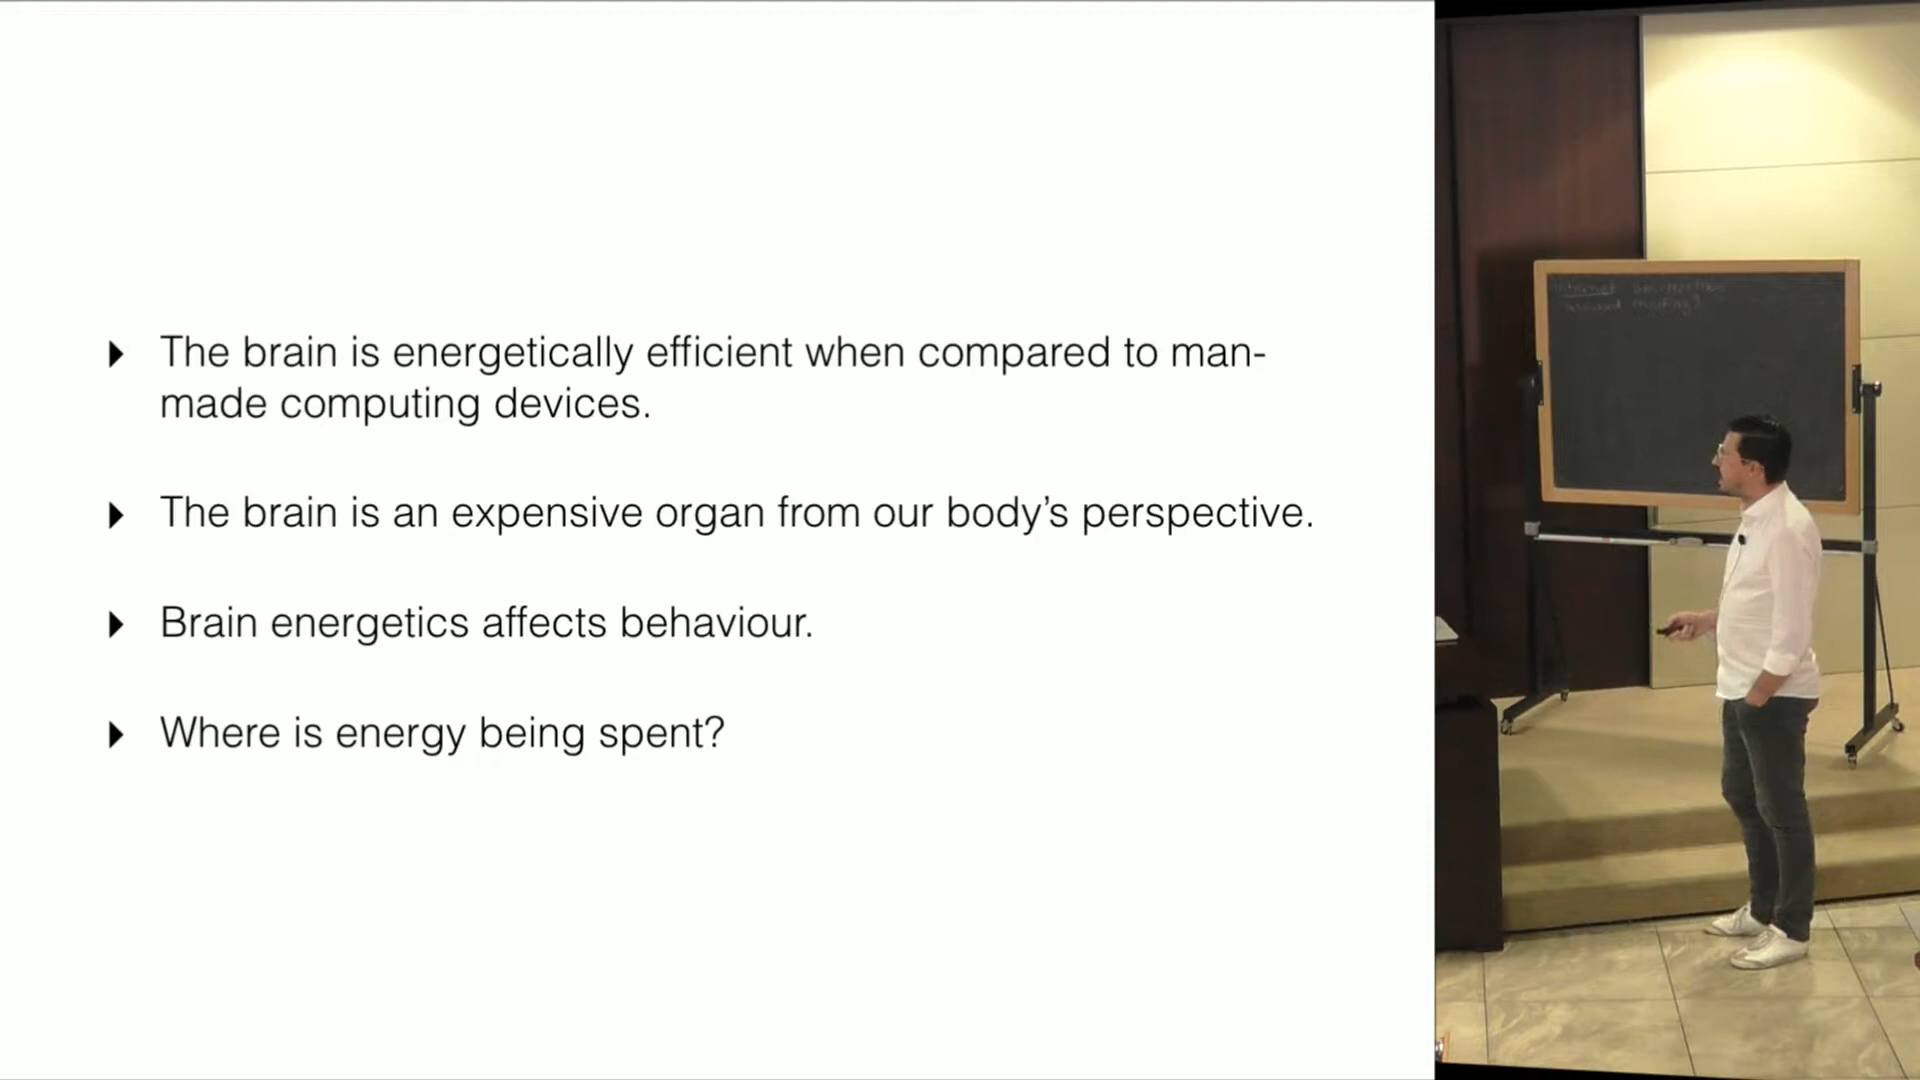 The brain is energetically efficient when compared to man-
made computing devices.
The brain is an expensive organ from our body’s perspective.
Brain energetics affects behaviour.
Where is energy being spent?